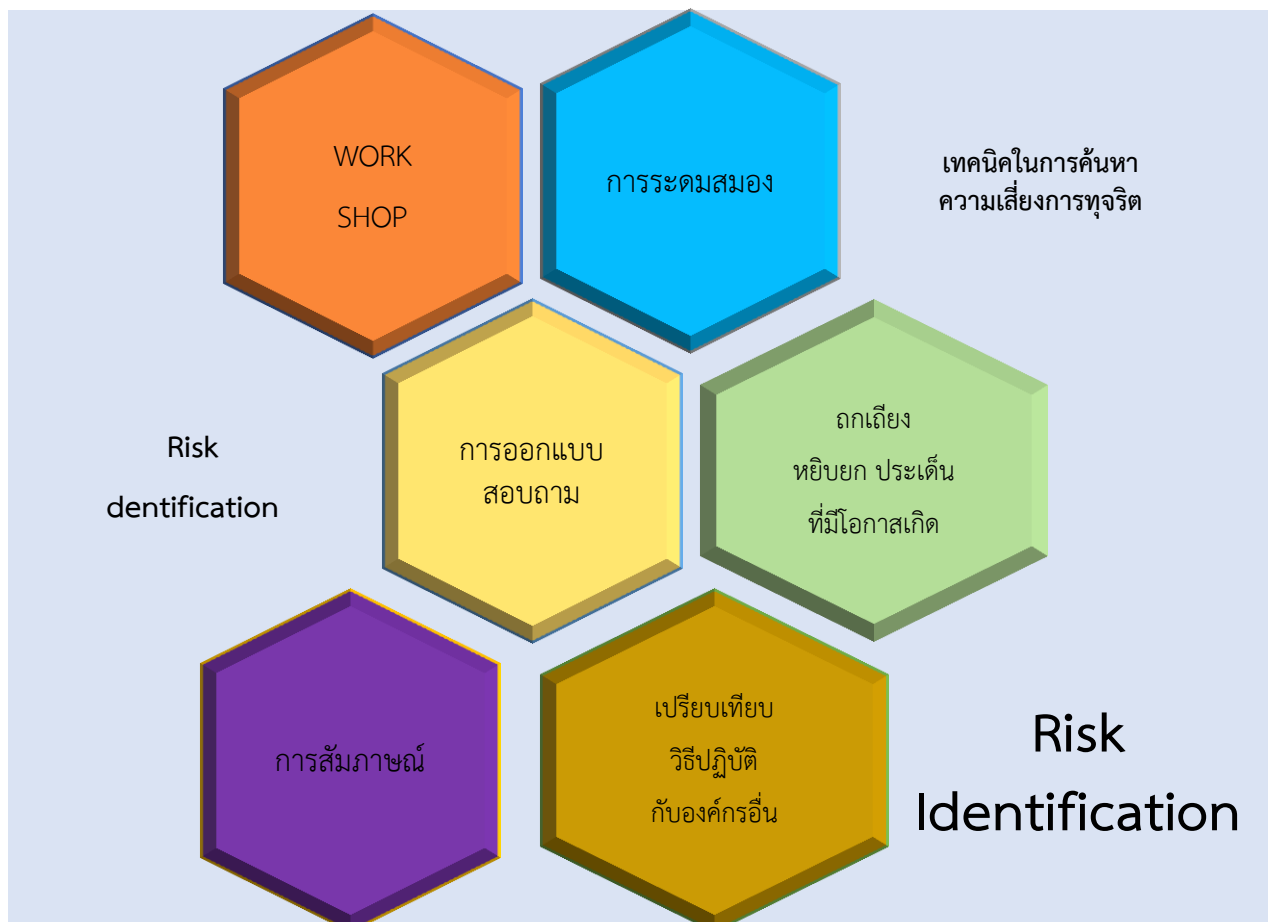 WORK
SHOP
การระดมสมอง
เทคนิคในการค้นหา
ความเสี่ยงการทุจริต
Risk
dentification
การออกแบบ
สอบถาม
ถกเถียง
หยิบยก ประเด็น
ที่มีโอกาสเกิด
การสัมภาษณ์
เปรียบเทียบ
วิธีปฏิบัติ
กับองค์กรอื่น
Risk
Identification